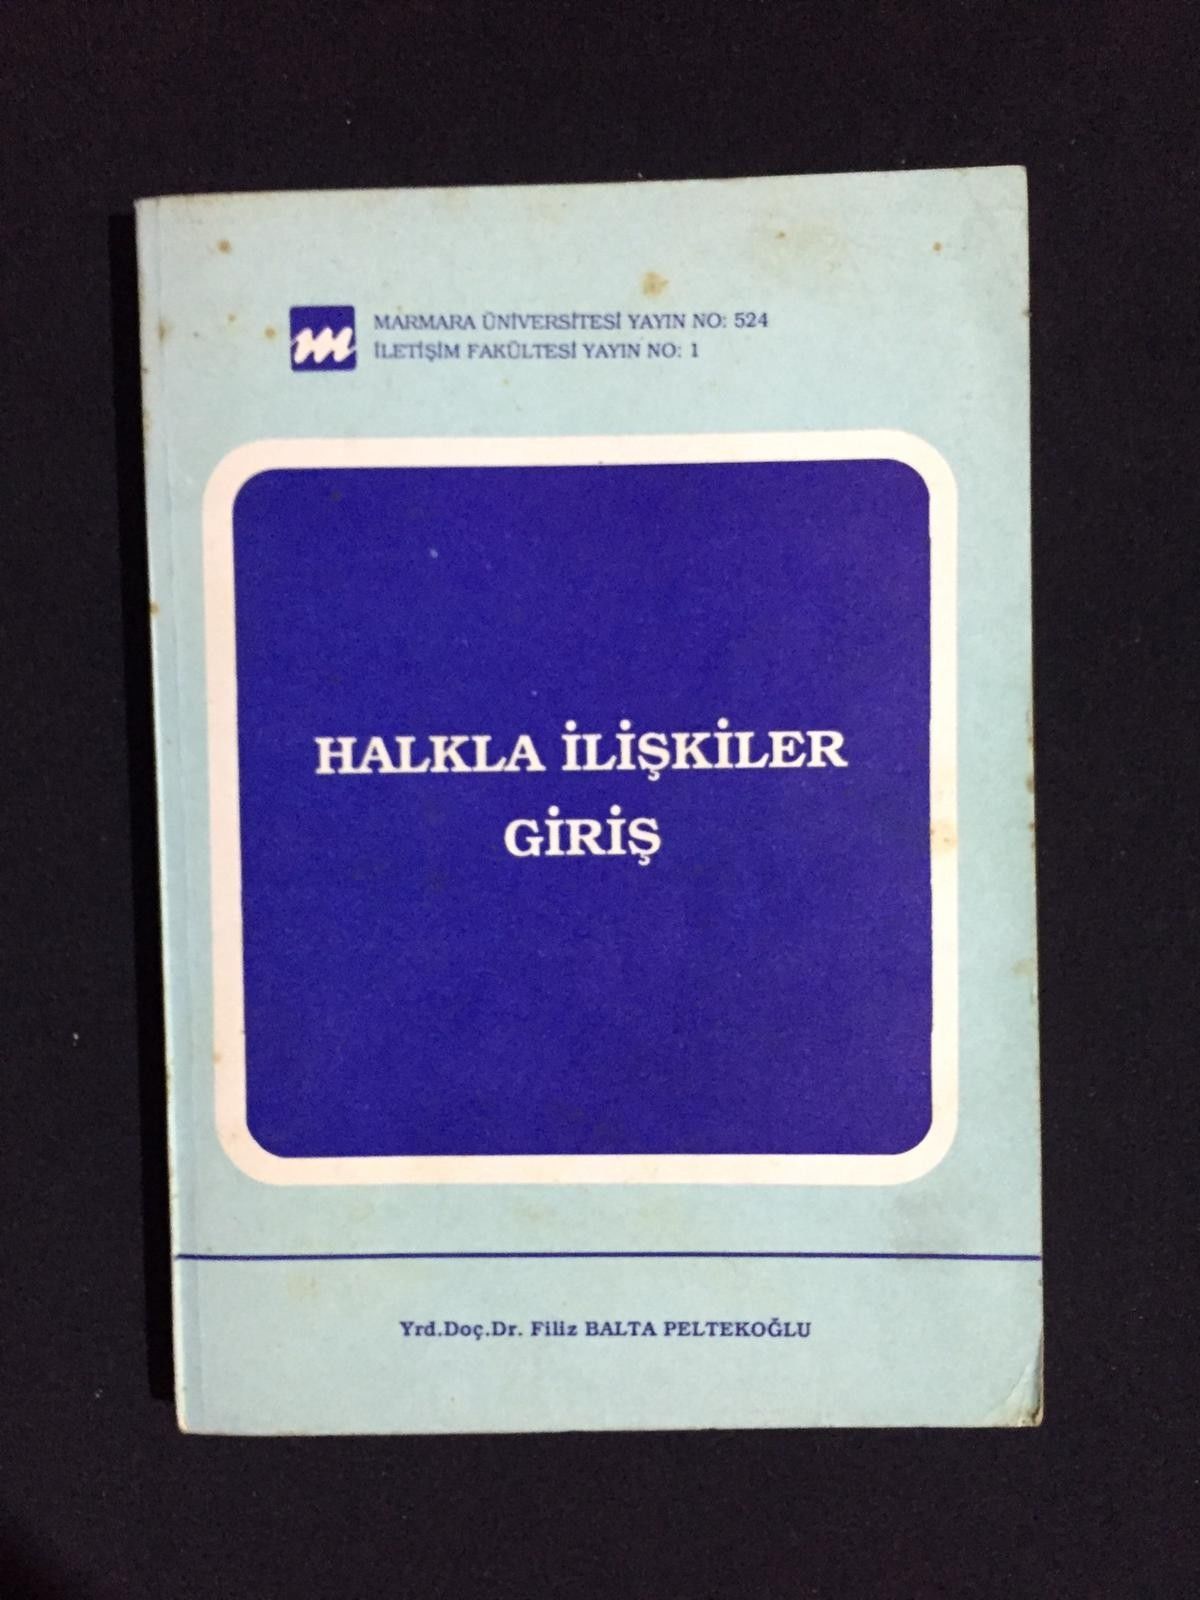 m
MARMARA ÜNİVERSİTESİ YAYIN NO: 524
İLETİŞİM FAKÜLTESİ YAYIN NO: 1
HALKLA İLİŞKİLER
GİRİŞ
Yrd.Doç.Dr. Filiz BALTA PELTEKOĞLU